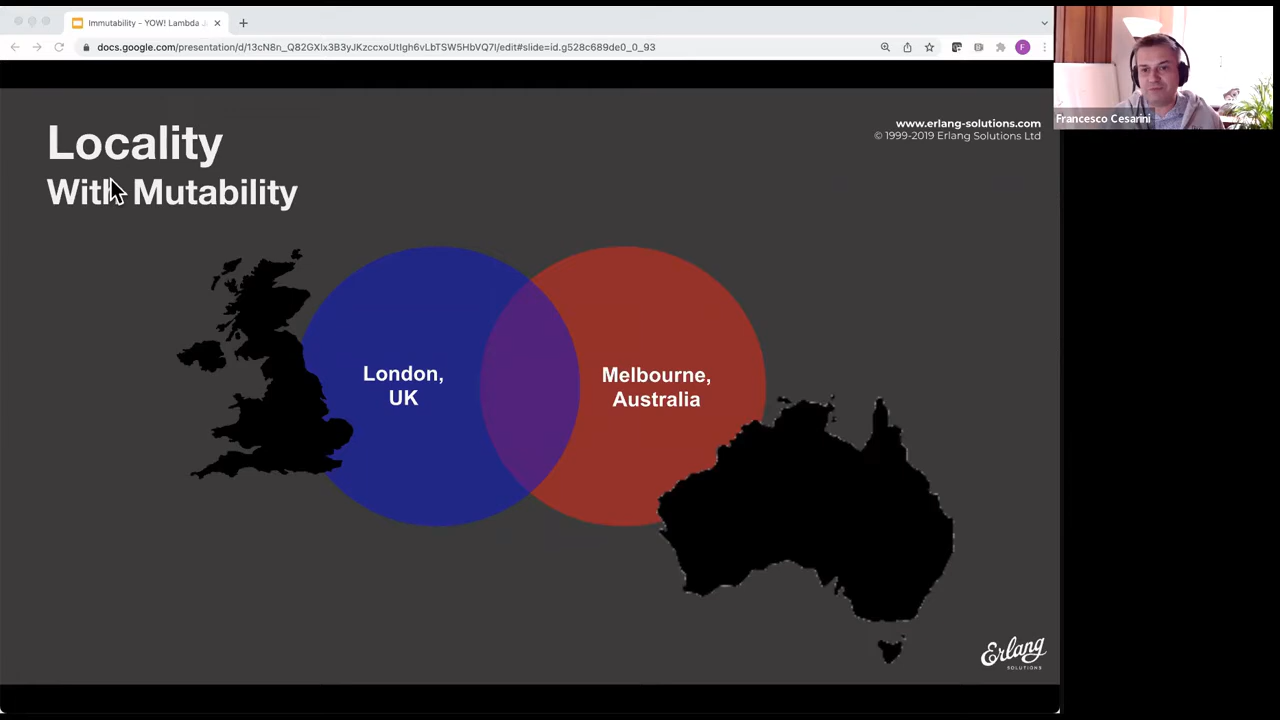 Immutability - YOW! Lambda
docs.google.com/presentation/d/13cN8n_Q82GXIx3B3yJKzccxoUtIgh6vLbTSW5HbVQ7I/edit#slide=id.g528c689de0_0_93
F
Francesco Cesarini
Locality
With Mutability
www.erlang-solutions.com
© 1999-2019 Erlang Solutions Ltd
London,
UK
Melbourne,
Australia
Erlang
SOLUTIONS